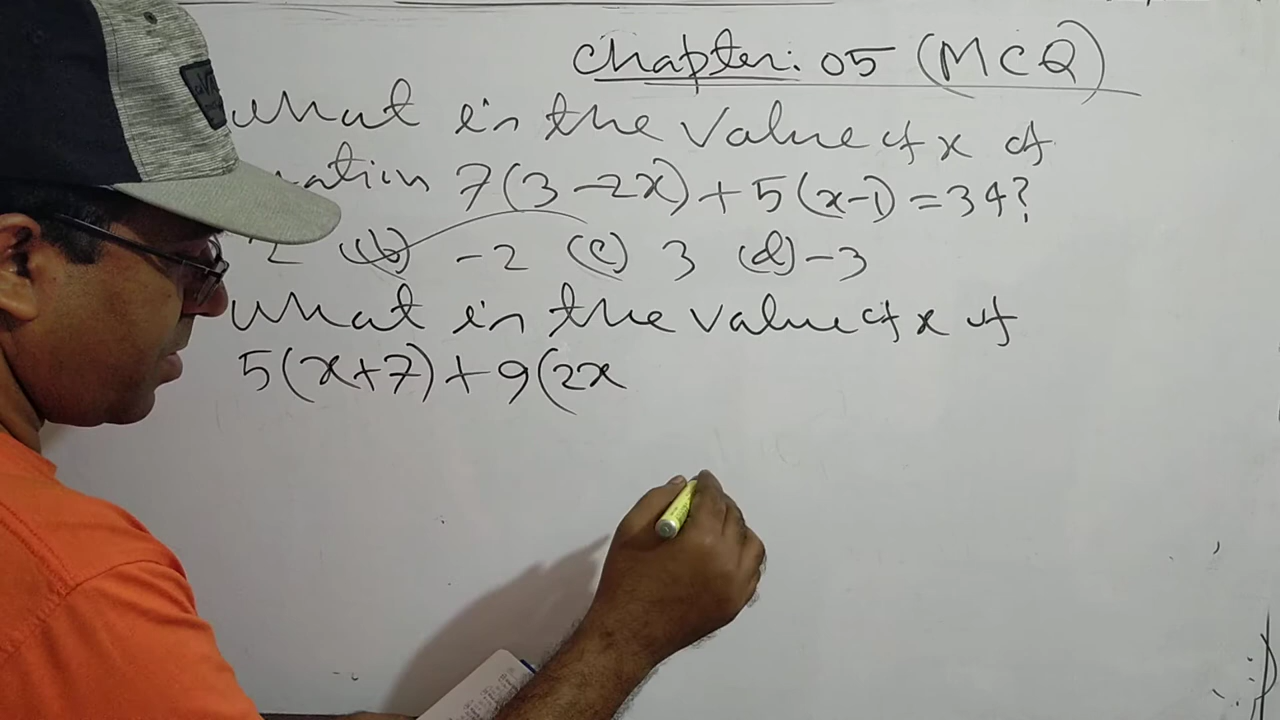 Chapter: 05 (MCQ)
What is the value of x of
7(3-2x)+5(x-1)=34?
2 (b) -2 (c) 3 (d) -3
What is the value of x of
5(x+7)+9(2x